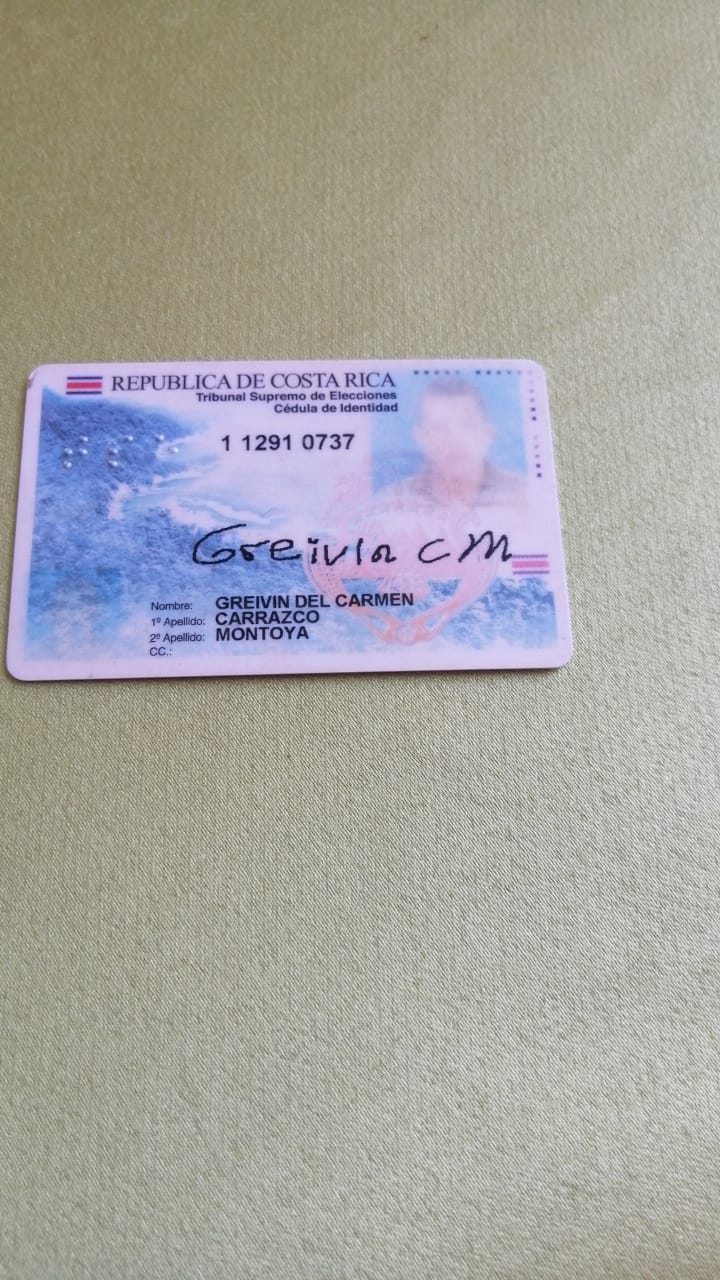 REPUBLICA DE COSTA RICA
Tribunal Supremo de Elecciones
Cédula de Identidad
1 1291 0737
Greivin CM
Nombre: GREIVIN DEL CARMEN
1º Apellido: CARRAZCO
2º Apellido: MONTOYA
CC.: